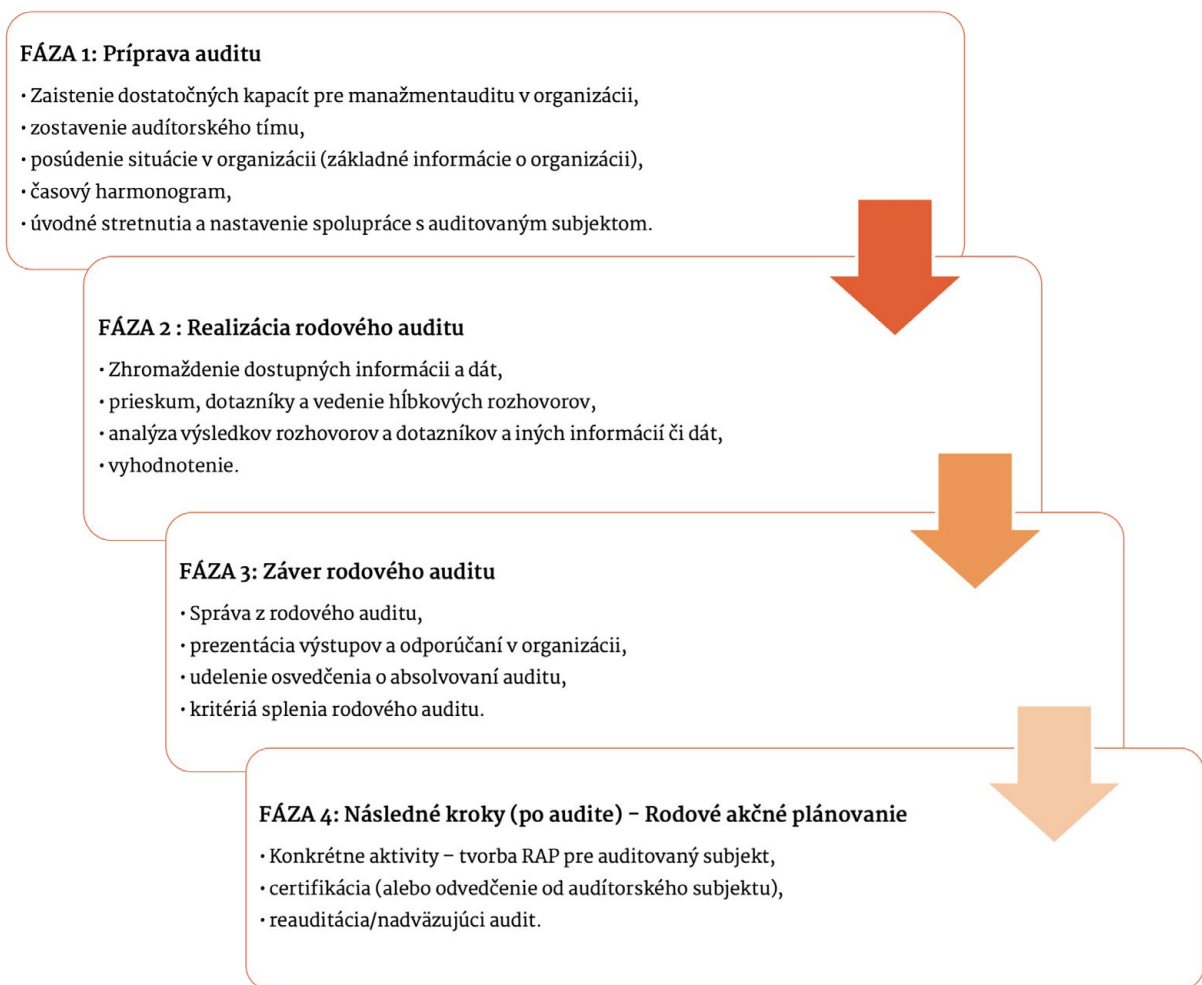 FÁZA 1: Príprava auditu
• Zaistenie dostatočných kapacít pre manažmentauditu v organizácii,
• zostavenie audítorského tímu,
• posúdenie situácie v organizácii (základné informácie o organizácii),
• časový harmonogram,
• úvodné stretnutia a nastavenie spolupráce s auditovaným subjektom.
FÁZA 2 : Realizácia rodového auditu
• Zhromaždenie dostupných informácii a dát,
• prieskum, dotazníky a vedenie hĺbkových rozhovorov,
• analýza výsledkov rozhovorov a dotazníkov a iných informácií či dát,
• vyhodnotenie.
FÁZA 3: Záver rodového auditu
• Správa z rodového auditu,
• prezentácia výstupov a odporúčaní v organizácii,
• udelenie osvedčenia o absolvovaní auditu,
• kritériá splenia rodového auditu.
FÁZA 4: Následné kroky (po audite) – Rodové akčné plánovanie
• Konkrétne aktivity – tvorba RAP pre auditovaný subjekt,
• certifikácia (alebo odvedčenie od audítorského subjektu),
• reauditácia/nadväzujúci audit.